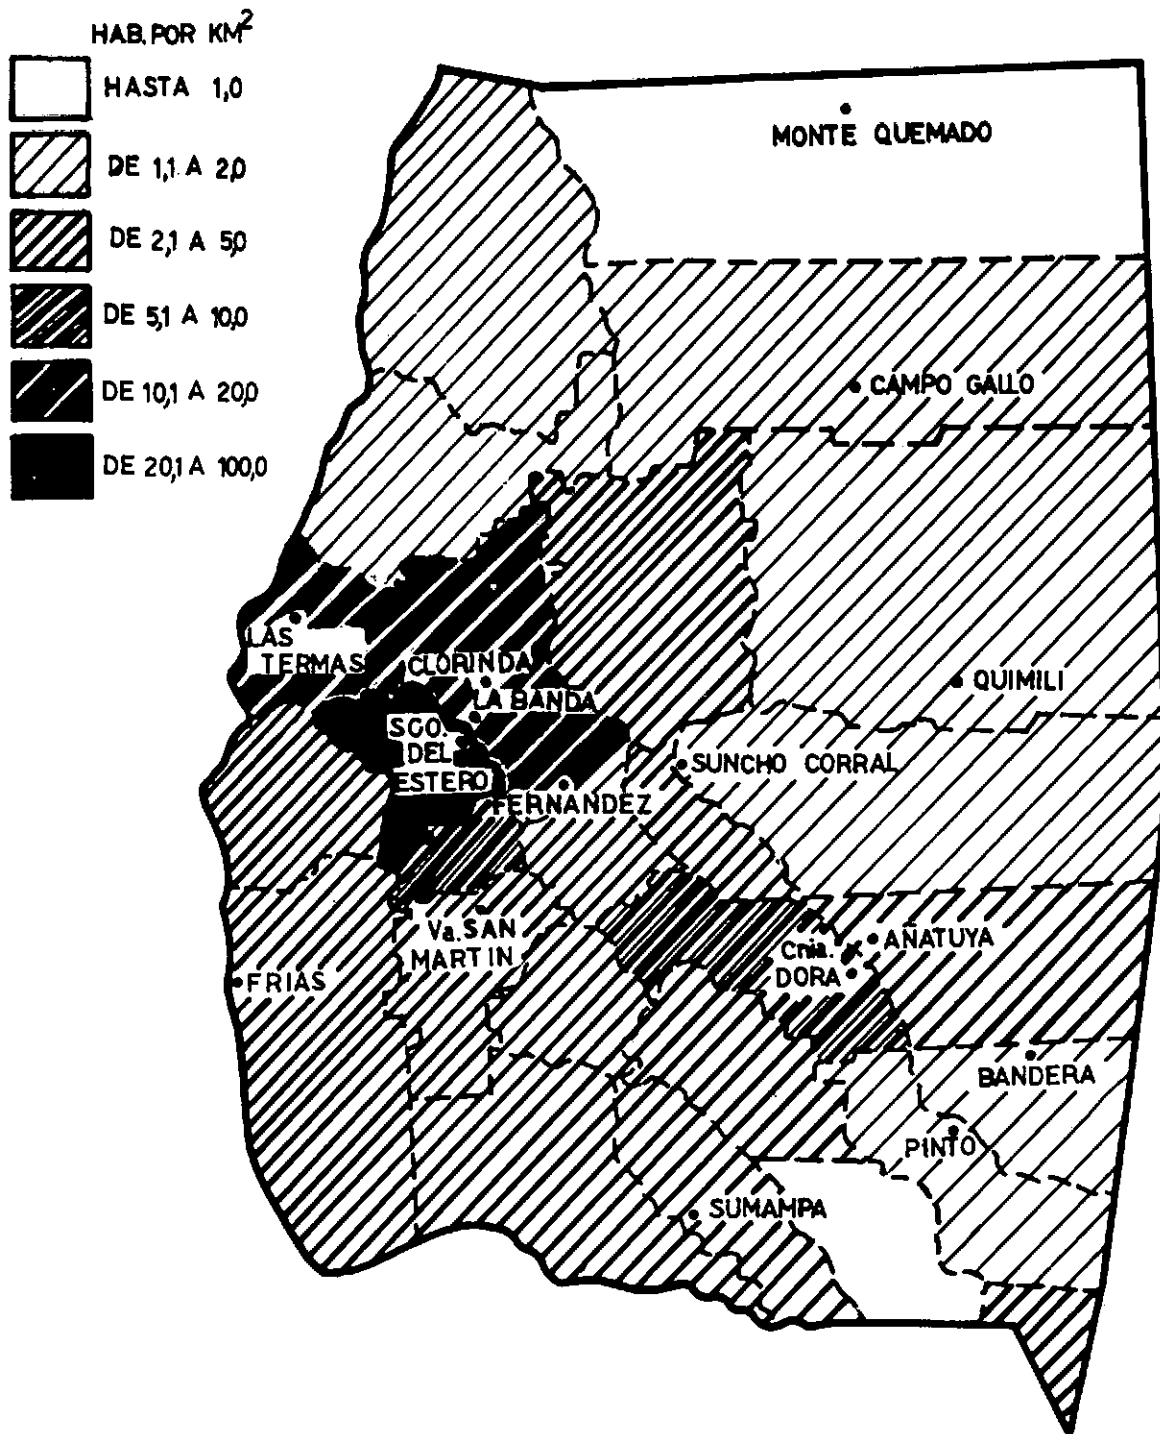 HAB. POR KM²
HASTA 1,0
DE 1,1 A 2,0
DE 2,1 A 5,0
DE 5,1 A 10,0
DE 10,1 A 20,0
DE 20,1 A 100,0
MONTE QUEMADO
CAMPO GALLO
LAS
TERMAS
CLORINDA
LA BANDA
QUIMILI
SGO.
DEL
ESTERO
SUNCHO CORRAL
FERNANDEZ
Va. SAN
MARTIN
Cnia.
DORA
AÑATUYA
FRIAS
BANDERA
PINTO
SUMAMPA